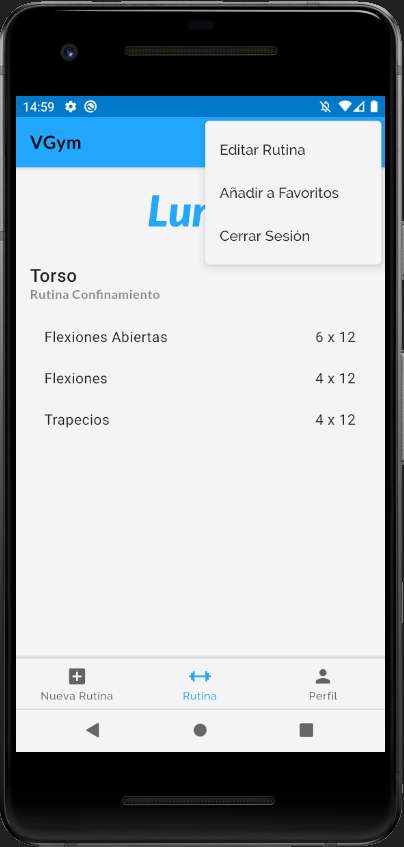 14:59
VGym
Editar Rutina
Añadir a Favoritos
Cerrar Sesión
Torso
Rutina Confinamiento
Flexiones Abiertas 6 x 12
Flexiones 4 x 12
Trapecios 4 x 12
Nueva Rutina Rutina Perfil